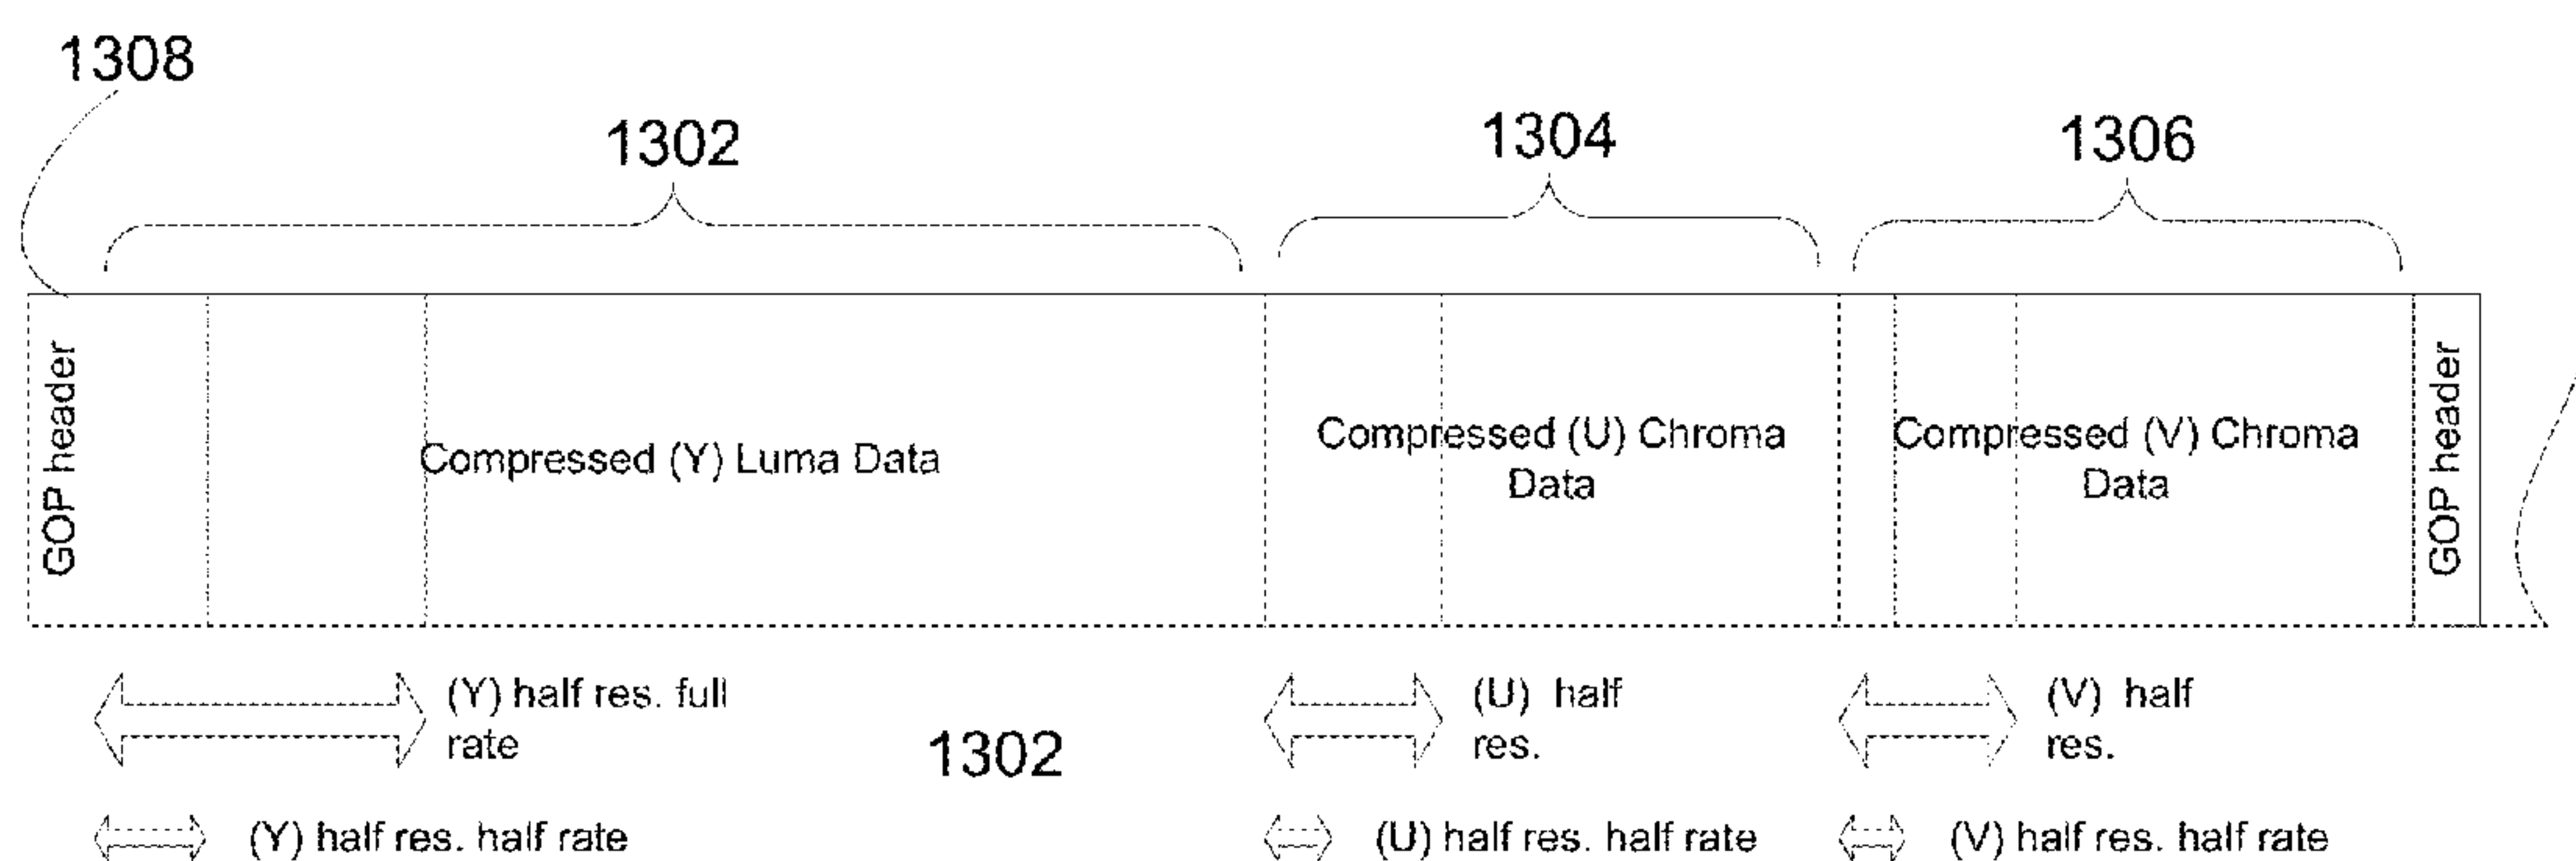 1308
1302
1304
1306
GOP header
Compressed (Y) Luma Data
Compressed (U) Chroma
Data
Compressed (V) Chroma
Data
GOP header
(Y) half res. full
rate
1302
(U) half
res.
(V) half
res.
(Y) half res. half rate
(U) half res. half rate
(V) half res. half rate